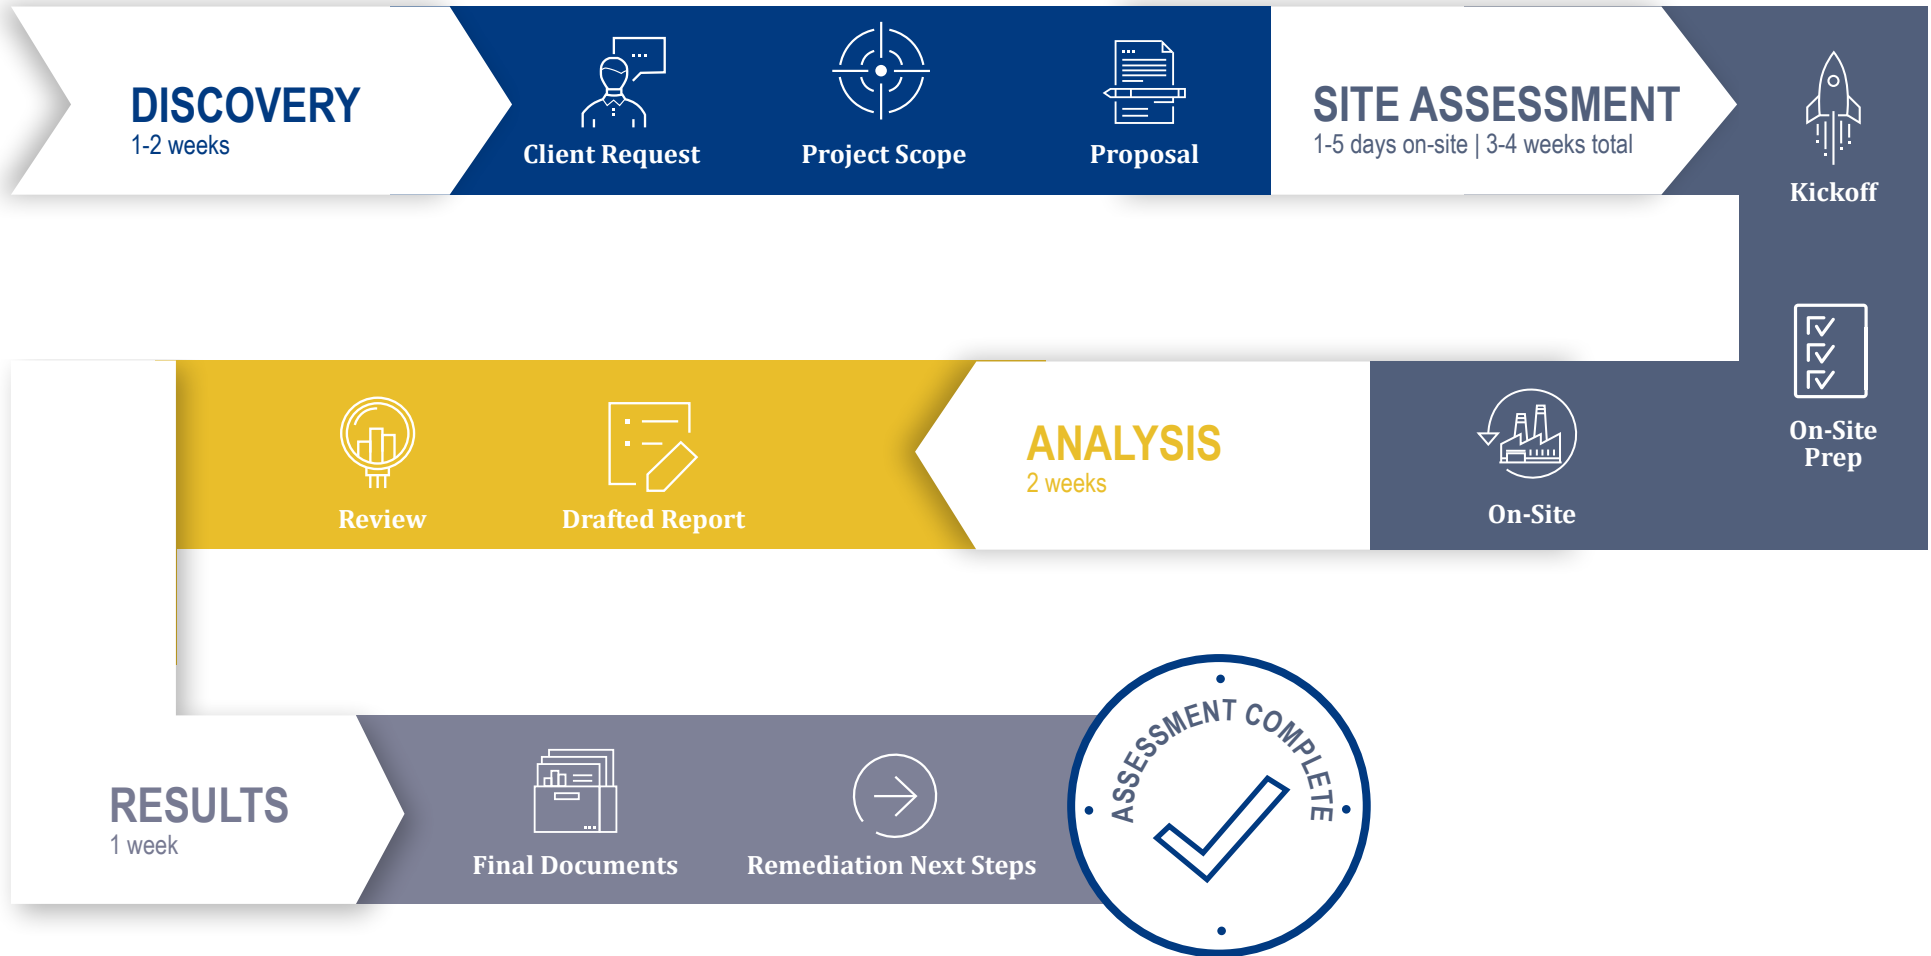 DISCOVERY
1-2 weeks
Client Request
Project Scope
Proposal
SITE ASSESSMENT
1-5 days on-site | 3-4 weeks total
Kickoff
On-Site
Prep
On-Site
ANALYSIS
2 weeks
Drafted Report
Review
RESULTS
1 week
Final Documents
Remediation Next Steps
ASSESSMENT COMPLETE